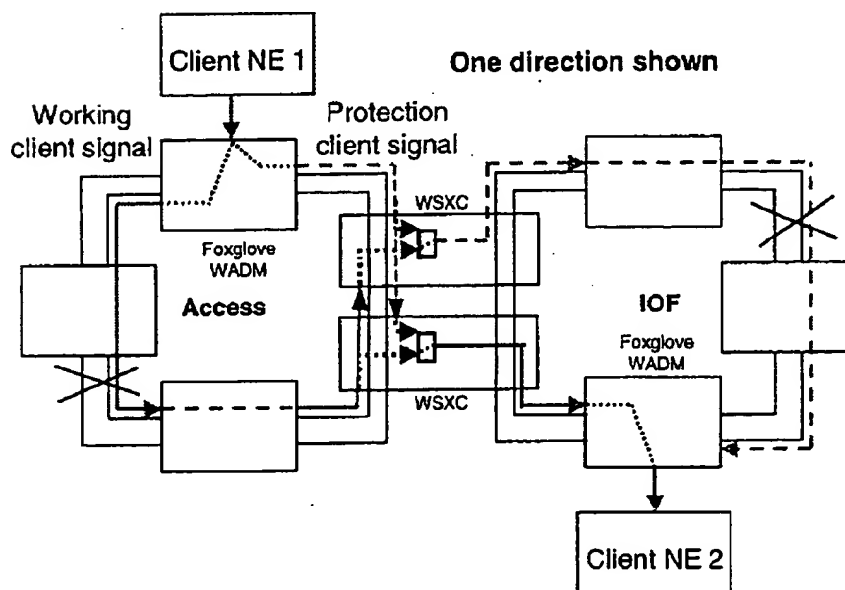 Client NE 1
One direction shown
Working
client signal
Protection
client signal
WSXC
Foxglove
WADM
Access
IOF
Foxglove
WADM
WSXC
Client NE 2